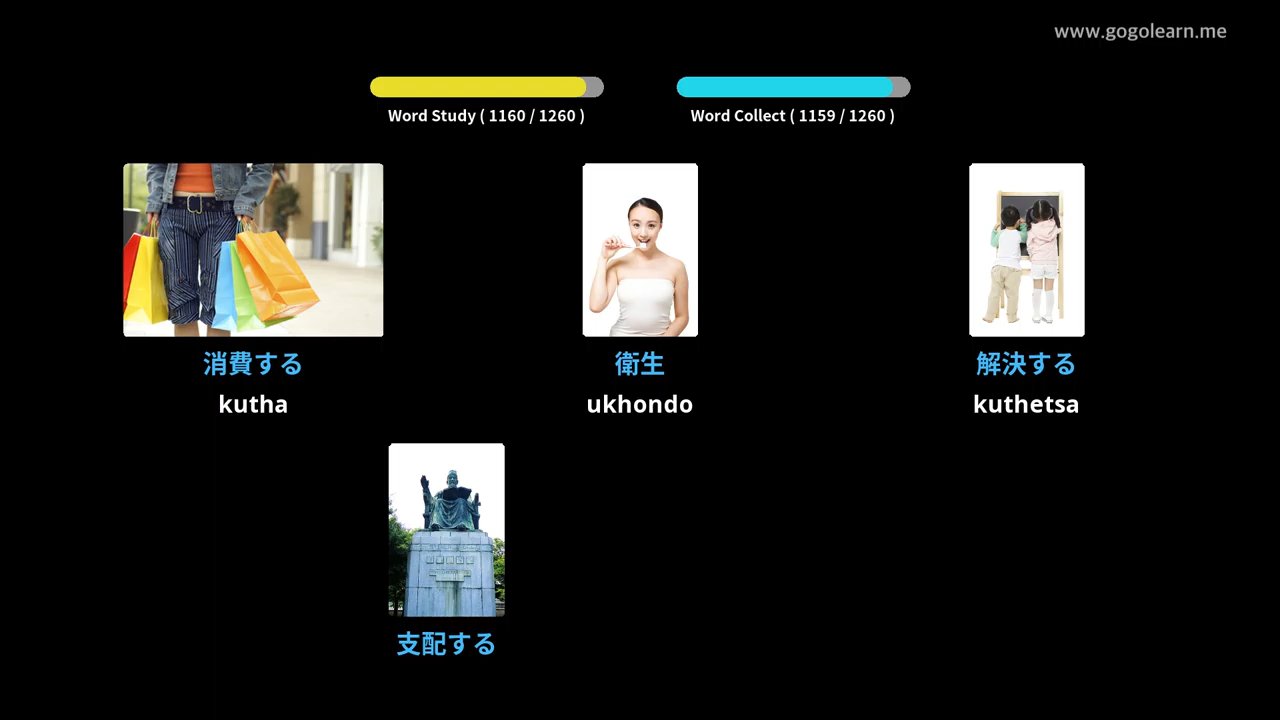 www.gogolearn.me
Word Study ( 1160 / 1260 )
Word Collect ( 1159 / 1260 )
消費する
衛生
解決する
kutha
ukhondo
kuthetsa
支配する